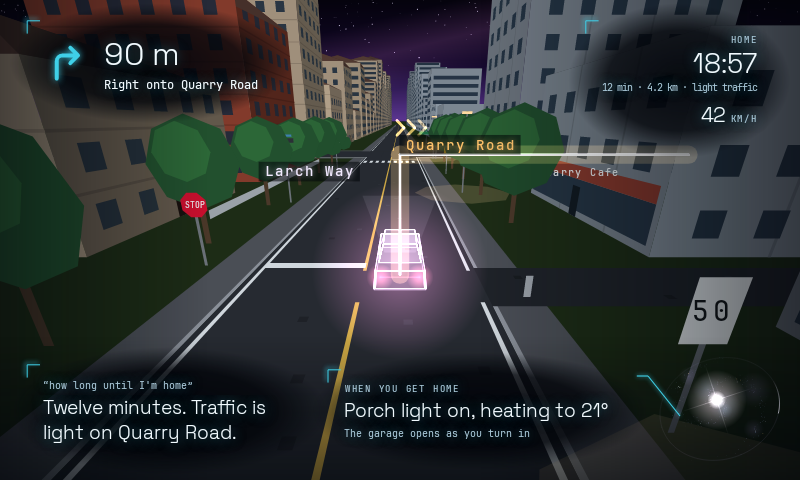 90 m
Right onto Quarry Road
HOME
18:57
12 min · 4.2 km · light traffic
42 KM/H
Quarry Road
Larch Way
arry Cafe
STOP
50
“how long until I'm home”
Twelve minutes. Traffic is
light on Quarry Road.
WHEN YOU GET HOME
Porch light on, heating to 21°
The garage opens as you turn in